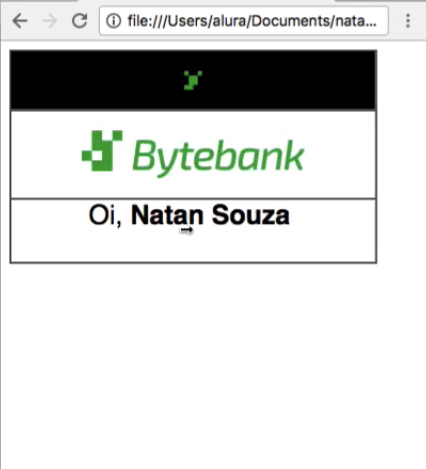 file:///Users/alura/Documents/nata...
Bytebank
Oi, Natan Souza